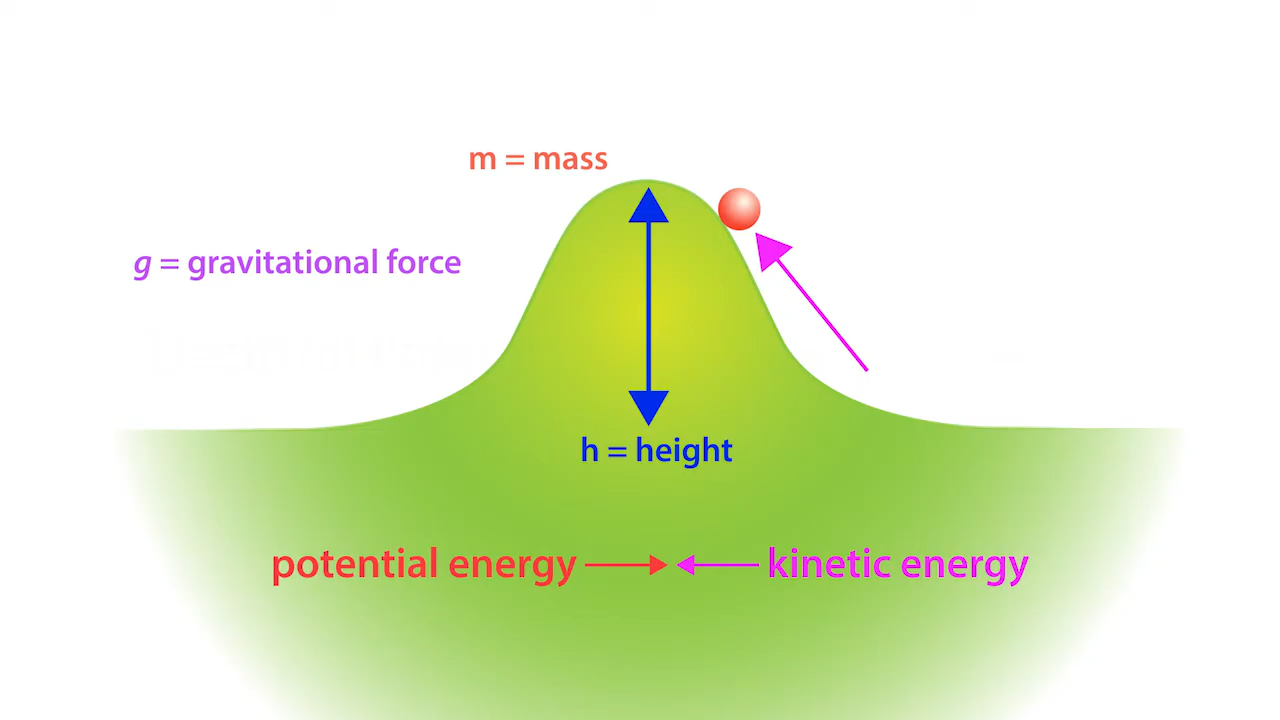 m = mass
g = gravitational force
h = height
potential energy
kinetic energy